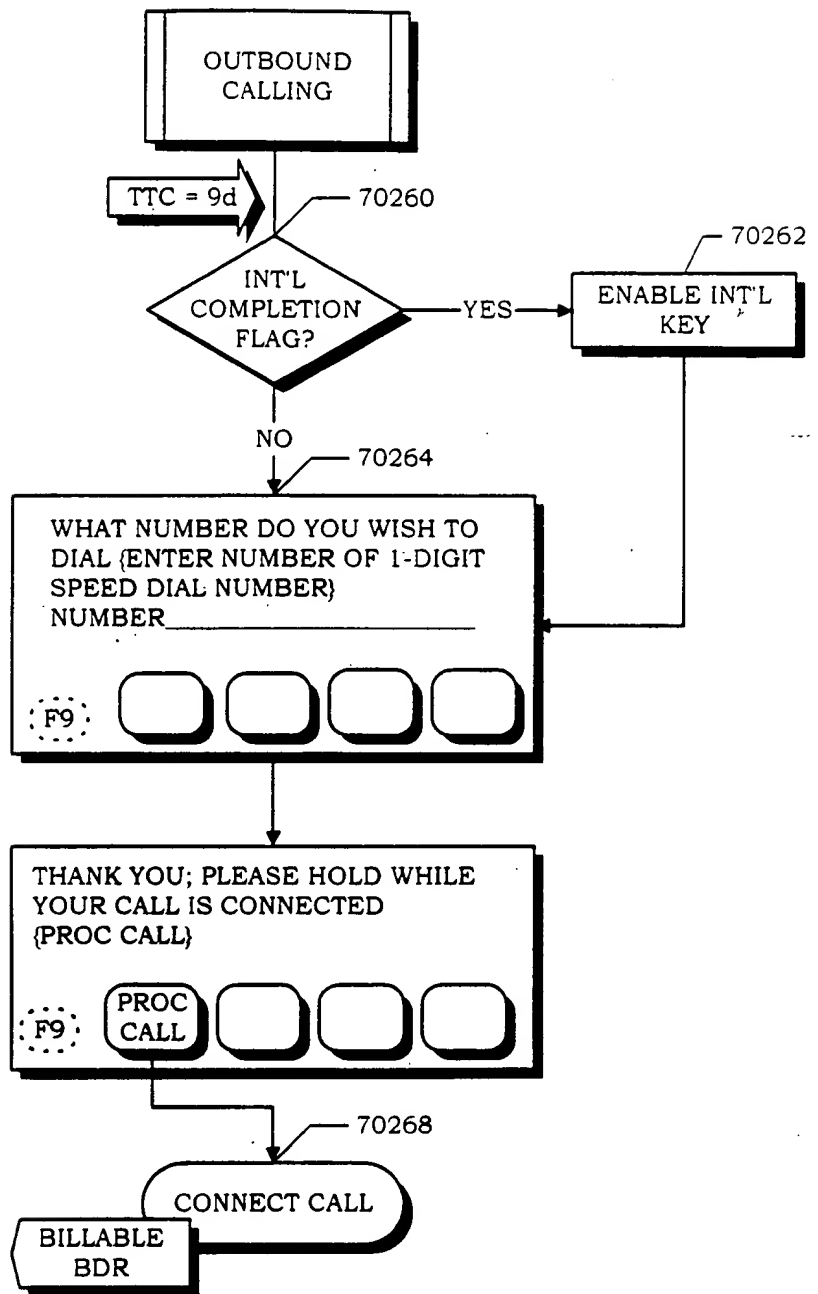 OUTBOUND
CALLING
TTC = 9d
70260
70262
INT'L
COMPLETION
FLAG?
YES
ENABLE INT'L
KEY
NO
70264
WHAT NUMBER DO YOU WISH TO
DIAL {ENTER NUMBER OF 1-DIGIT
SPEED DIAL NUMBER}
NUMBER____________________
F9
THANK YOU; PLEASE HOLD WHILE
YOUR CALL IS CONNECTED
{PROC CALL}
F9
PROC
CALL
70268
CONNECT CALL
BILLABLE
BDR